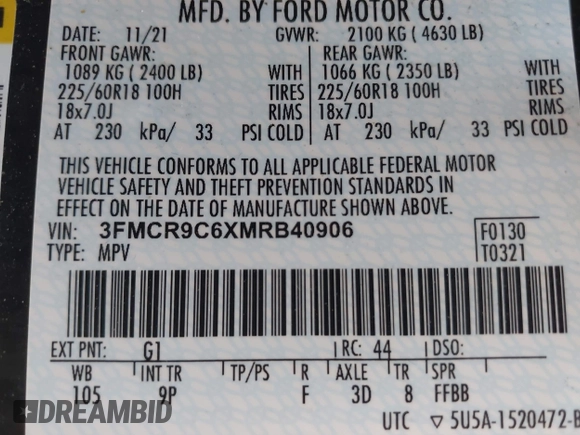 MFD. BY FORD MOTOR CO.
DATE: 11/21 GVWR: 2100 KG ( 4630 LB)
FRONT GAWR: REAR GAWR:
1089 KG ( 2400 LB) WITH 1066 KG ( 2350 LB) WITH
225/60R18 100H TIRES 225/60R18 100H TIRES
18x7.0J RIMS 18x7.0J RIMS
AT 230 kPa/ 33 PSI COLD AT 230 kPa/ 33 PSI COLD
THIS VEHICLE CONFORMS TO ALL APPLICABLE FEDERAL MOTOR
VEHICLE SAFETY AND THEFT PREVENTION STANDARDS IN
EFFECT ON THE DATE OF MANUFACTURE SHOWN ABOVE.
VIN: 3FMCR9C6XMRB40906 F0130
TYPE: MPV T0321
EXT PNT: G1 RC: 44 DSO:
WB INT TR TP/PS R AXLE TR SPR
105 9P F 3D 8 FFBB
UTC ▽ 5U5A-1520472-B
DREAMBID